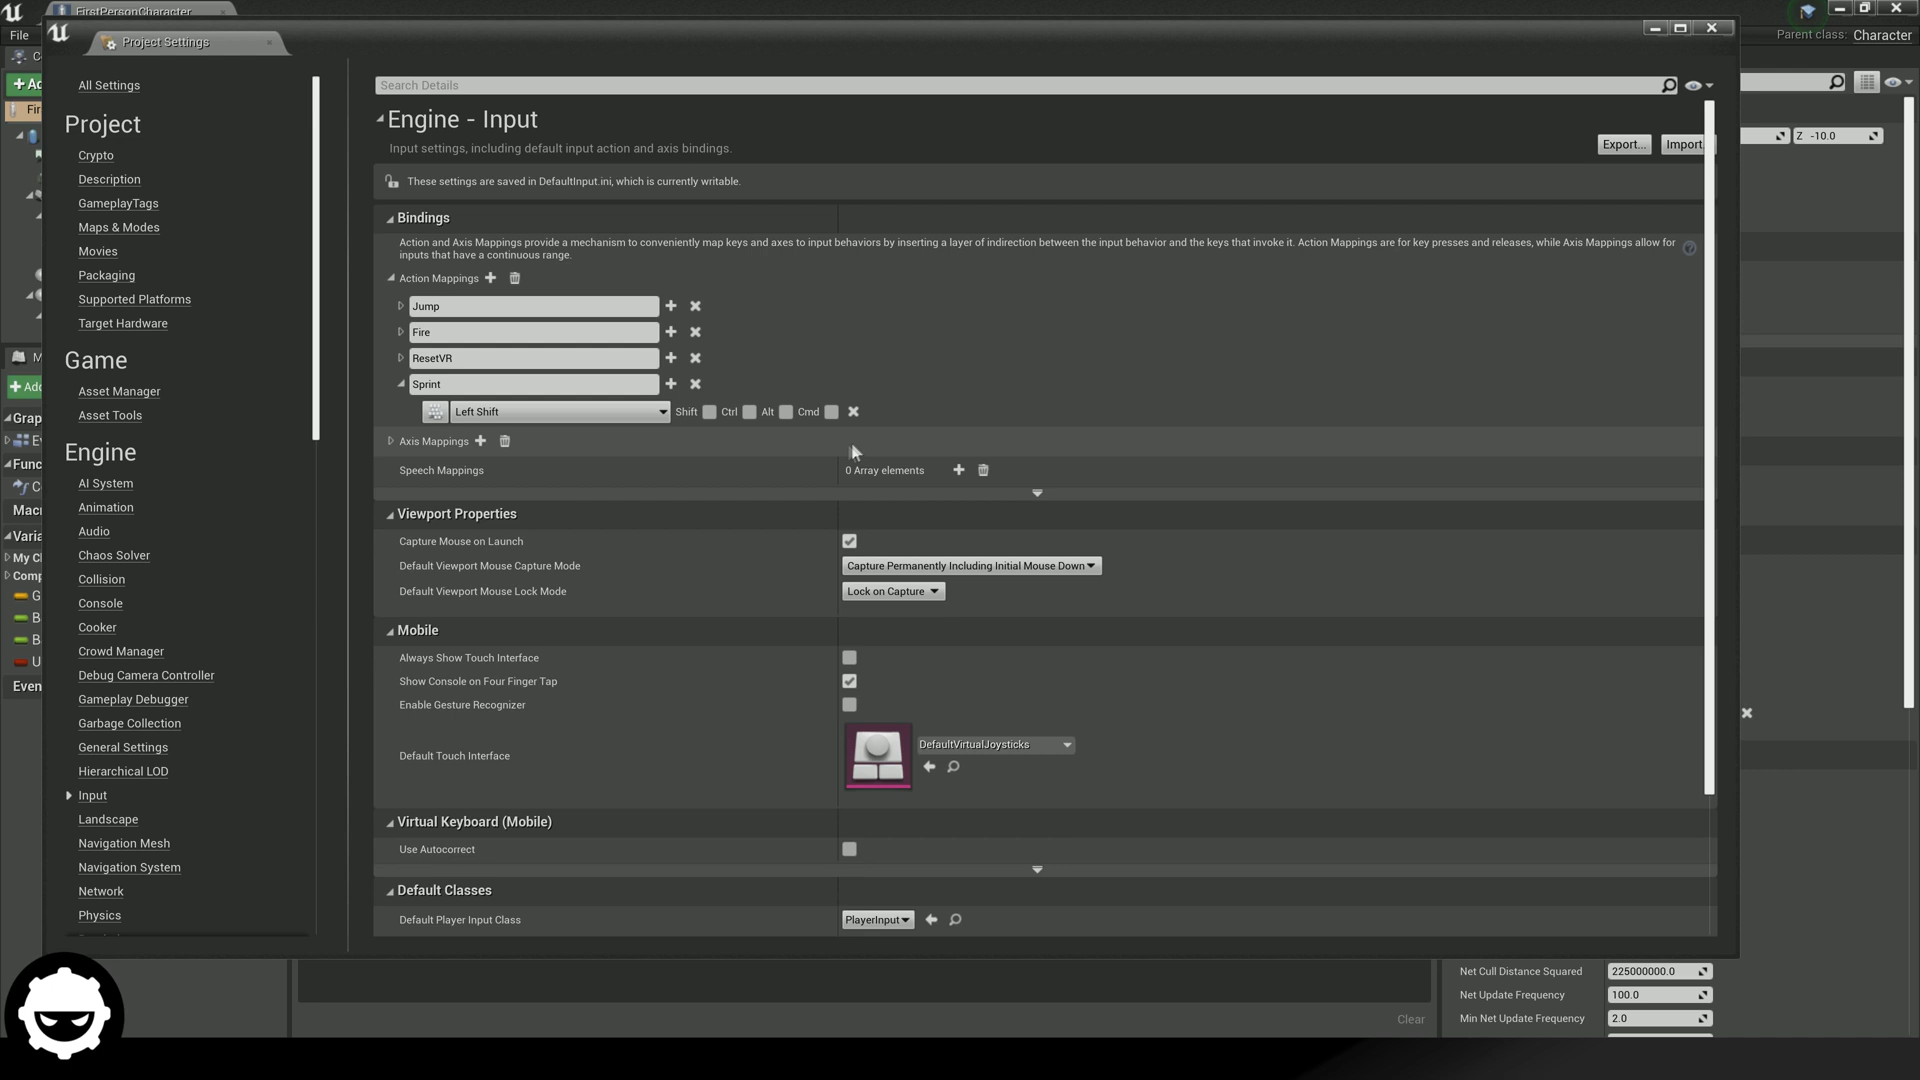 FirstPersonCharacter
File
Parent class: Character
Project Settings
All Settings
Search Details
Project
Crypto
Description
GameplayTags
Maps & Modes
Movies
Packaging
Supported Platforms
Target Hardware
Game
Asset Manager
Asset Tools
Engine
AI System
Animation
Audio
Chaos Solver
Collision
Console
Cooker
Crowd Manager
Debug Camera Controller
Gameplay Debugger
Garbage Collection
General Settings
Hierarchical LOD
Input
Landscape
Navigation Mesh
Navigation System
Network
Physics
Engine - Input
Input settings, including default input action and axis bindings.
Export... Import
These settings are saved in DefaultInput.ini, which is currently writable.
Bindings
Action and Axis Mappings provide a mechanism to conveniently map keys and axes to input behaviors by inserting a layer of indirection between the input behavior and the keys that invoke it. Action Mappings are for key presses and releases, while Axis Mappings allow for
inputs that have a continuous range.
Action Mappings
Jump
Fire
ResetVR
Sprint
Left Shift Shift Ctrl Alt Cmd
Axis Mappings
Speech Mappings 0 Array elements
Viewport Properties
Capture Mouse on Launch
Default Viewport Mouse Capture Mode Capture Permanently Including Initial Mouse Down
Default Viewport Mouse Lock Mode Lock on Capture
Mobile
Always Show Touch Interface
Show Console on Four Finger Tap
Enable Gesture Recognizer
Default Touch Interface DefaultVirtualJoysticks
Virtual Keyboard (Mobile)
Use Autocorrect
Default Classes
Default Player Input Class PlayerInput
Z -10.0
Clear
Net Cull Distance Squared 225000000.0
Net Update Frequency 100.0
Min Net Update Frequency 2.0